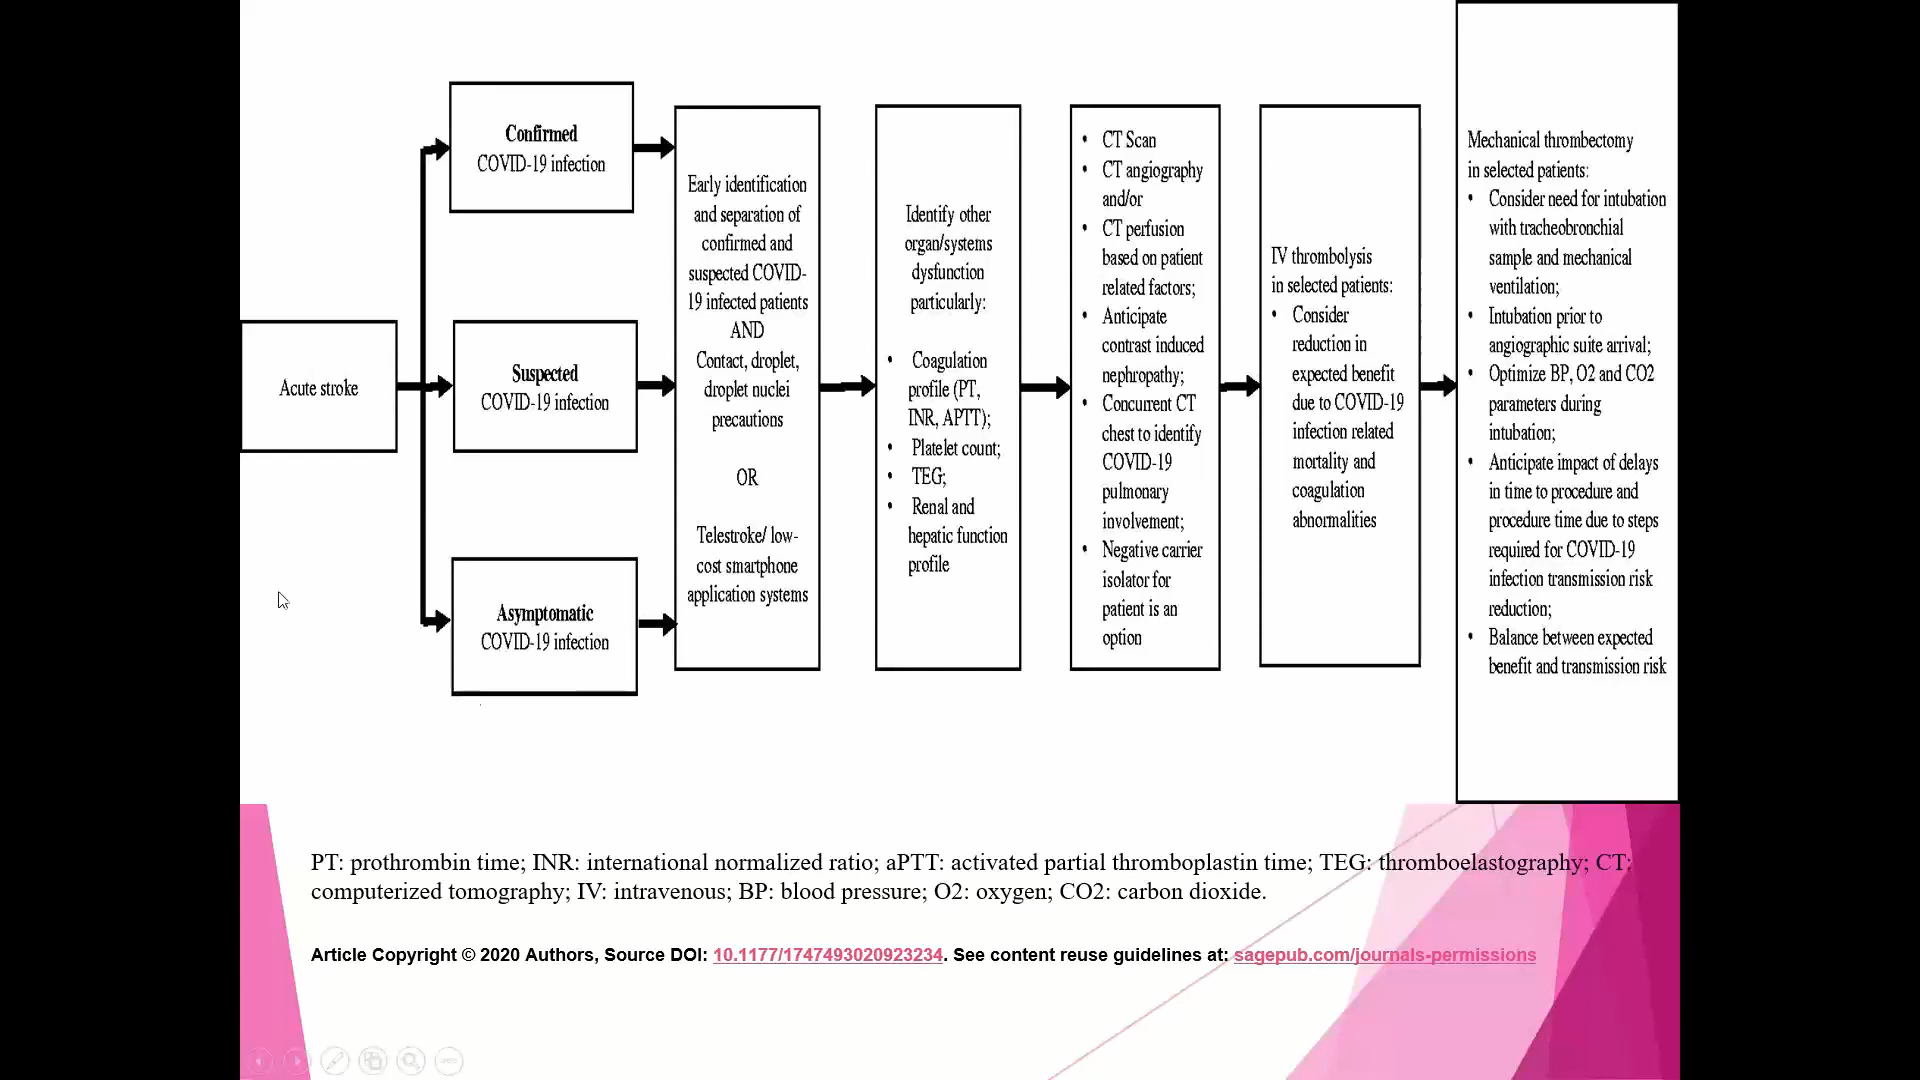 Acute stroke
Confirmed
COVID-19 infection
Suspected
COVID-19 infection
Asymptomatic
COVID-19 infection
Early identification
and separation of
confirmed and
suspected COVID-
19 infected patients
AND
Contact, droplet,
droplet nuclei
precautions
OR
Telestroke/ low-
cost smartphone
application systems
Identify other
organ/systems
dysfunction
particularly:
• Coagulation
profile (PT,
INR, APTT);
• Platelet count;
• TEG;
• Renal and
hepatic function
profile
• CT Scan
• CT angiography
and/or
• CT perfusion
based on patient
related factors;
• Anticipate
contrast induced
nephropathy;
• Concurrent CT
chest to identify
COVID-19
pulmonary
involvement;
• Negative carrier
isolator for
patient is an
option
IV thrombolysis
in selected patients:
• Consider
reduction in
expected benefit
due to COVID-19
infection related
mortality and
coagulation
abnormalities
Mechanical thrombectomy
in selected patients:
• Consider need for intubation
with tracheobronchial
sample and mechanical
ventilation;
• Intubation prior to
angiographic suite arrival;
• Optimize BP, O2 and CO2
parameters during
intubation;
• Anticipate impact of delays
in time to procedure and
procedure time due to steps
required for COVID-19
infection transmission risk
reduction;
• Balance between expected
benefit and transmission risk
PT: prothrombin time; INR: international normalized ratio; aPTT: activated partial thromboplastin time; TEG: thromboelastography; CT:
computerized tomography; IV: intravenous; BP: blood pressure; O2: oxygen; CO2: carbon dioxide.
Article Copyright © 2020 Authors, Source DOI: 10.1177/1747493020923234. See content reuse guidelines at: sagepub.com/journals-permissions